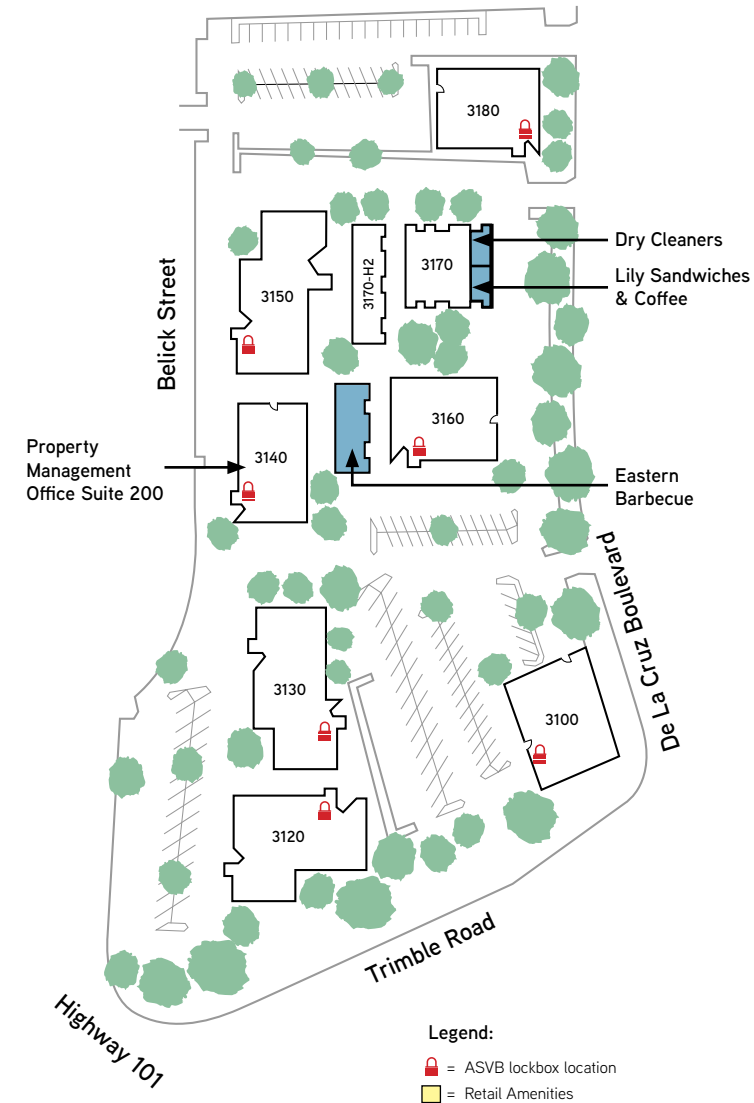 3180
Dry Cleaners
Lily Sandwiches
& Coffee
3170
3170-H2
3150
Belick Street
3160
3140
Property
Management
Office Suite 200
Eastern
Barbecue
De La Cruz Boulevard
3130
3100
3120
Trimble Road
Highway 101
Legend:
= ASVB lockbox location
= Retail Amenities